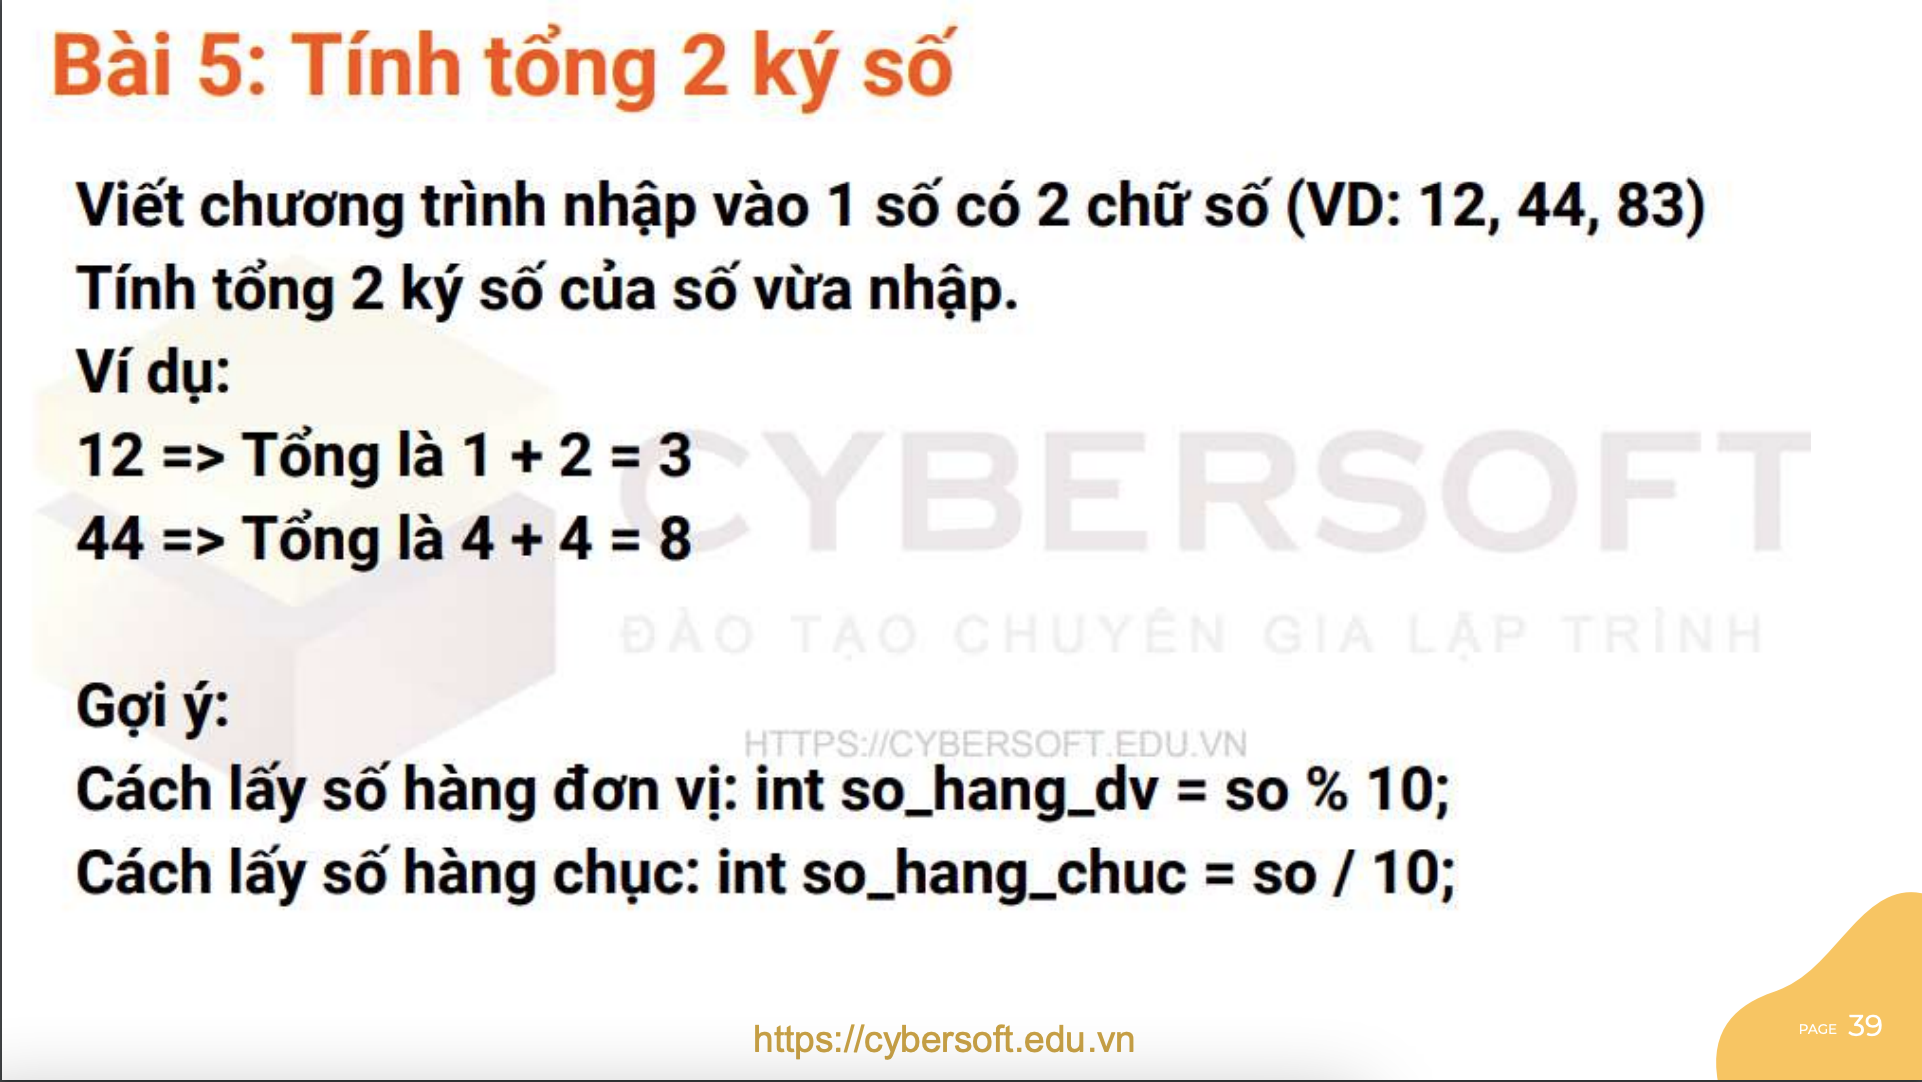 Bài 5: Tính tổng 2 ký số
Viết chương trình nhập vào 1 số có 2 chữ số (VD: 12, 44, 83)
Tính tổng 2 ký số của số vừa nhập.
Ví dụ:
12 => Tổng là 1 + 2 = 3
44 => Tổng là 4 + 4 = 8
CYBERSOFT
ĐÀO TẠO CHUYÊN GIA LẬP TRÌNH
Gợi ý:
HTTPS://CYBERSOFT.EDU.VN
Cách lấy số hàng đơn vị: int so_hang_dv = so % 10;
Cách lấy số hàng chục: int so_hang_chuc = so / 10;
https://cybersoft.edu.vn
PAGE 39